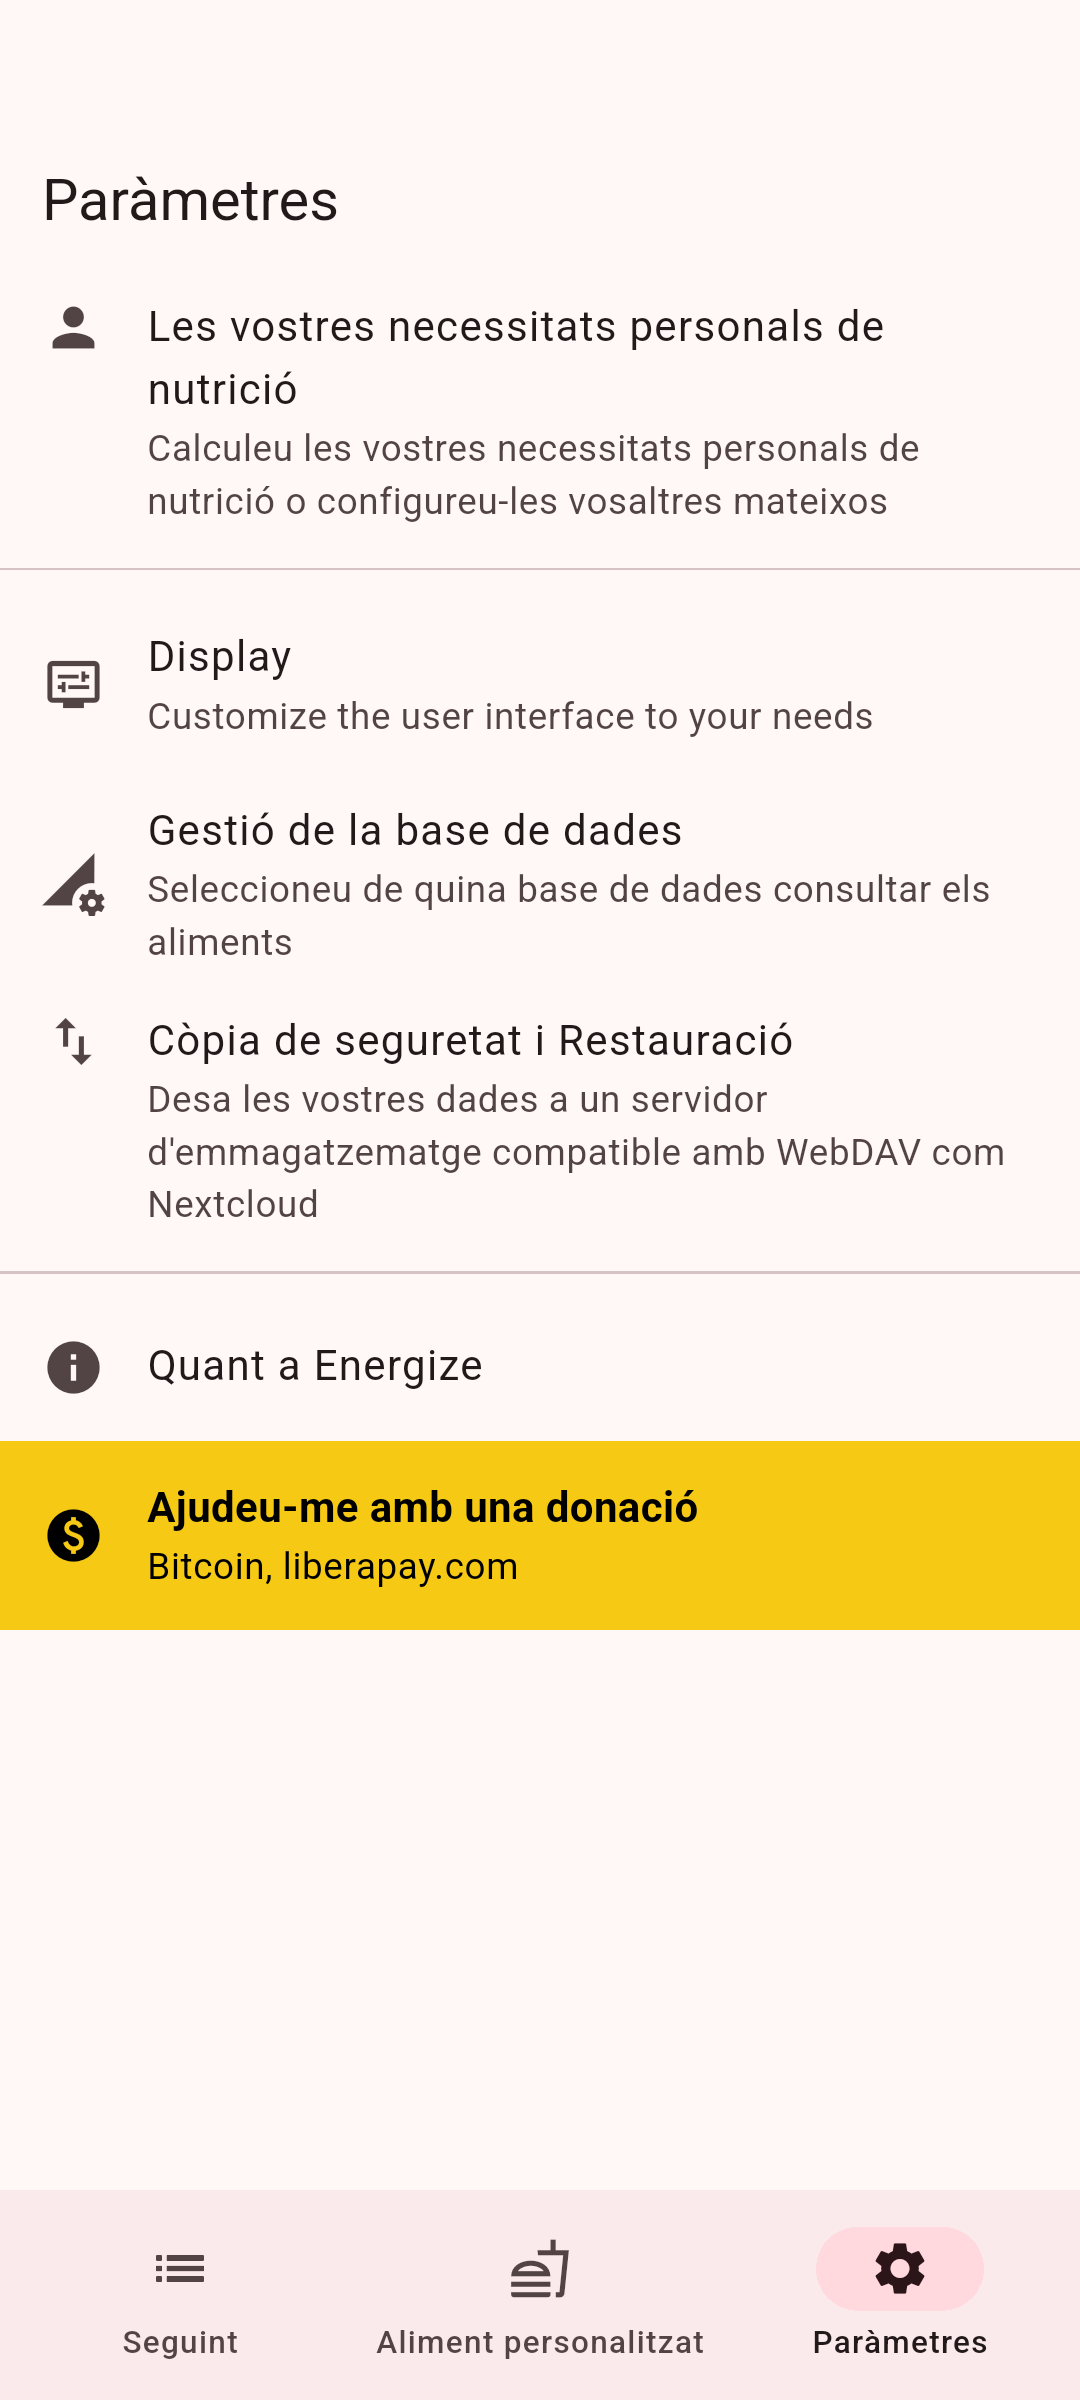 Paràmetres
Les vostres necessitats personals de
nutrició
Calculeu les vostres necessitats personals de
nutrició o configureu-les vosaltres mateixos
Display
Customize the user interface to your needs
Gestió de la base de dades
Seleccioneu de quina base de dades consultar els
aliments
Còpia de seguretat i Restauració
Desa les vostres dades a un servidor
d'emmagatzematge compatible amb WebDAV com
Nextcloud
Quant a Energize
Ajudeu-me amb una donació
Bitcoin, liberapay.com
Seguint
Aliment personalitzat
Paràmetres